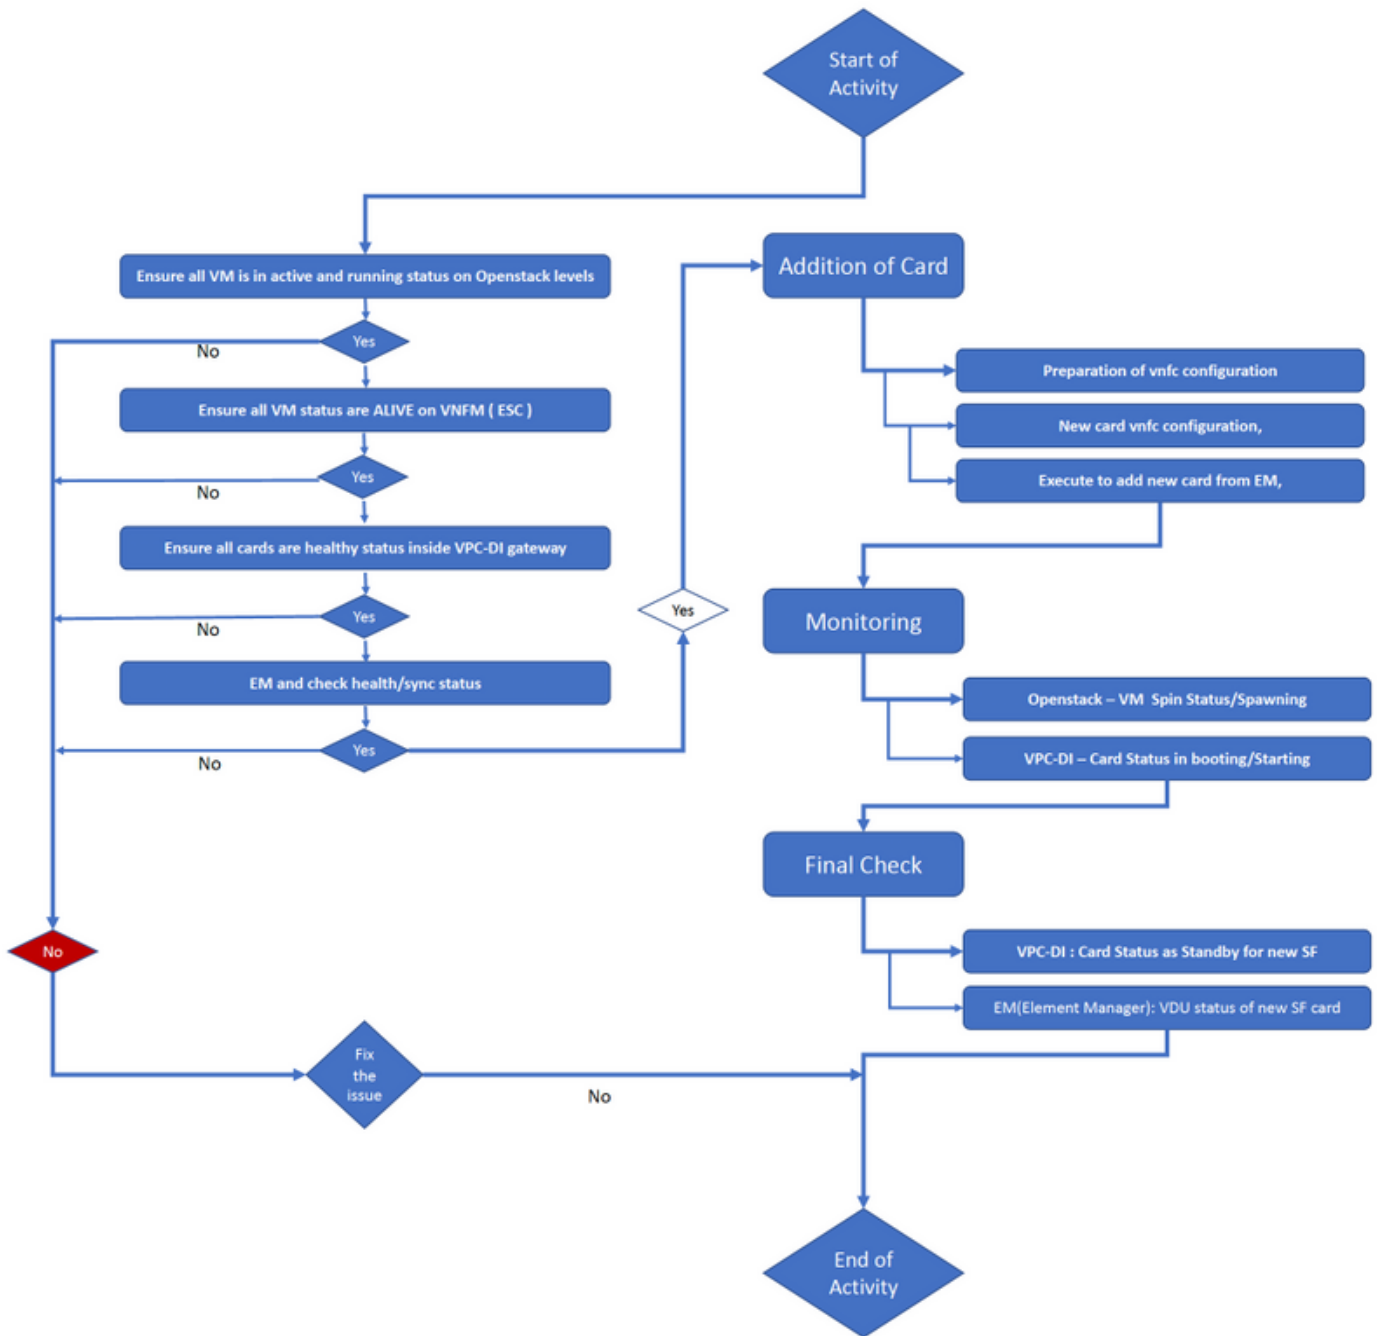 Start of
Activity
Ensure all VM is in active and running status on Openstack levels
Yes
No
Ensure all VM status are ALIVE on VNFM ( ESC )
Yes
No
Ensure all cards are healthy status inside VPC-DI gateway
Yes
No
EM and check health/sync status
Yes
No
Yes
Addition of Card
Preparation of vnfc configuration
New card vnfc configuration,
Execute to add new card from EM,
Monitoring
Openstack – VM  Spin Status/Spawning
VPC-DI – Card Status in booting/Starting
Final Check
VPC-DI : Card Status as Standby for new SF
EM(Element Manager): VDU status of new SF card
No
Fix
the
issue
No
End of
Activity